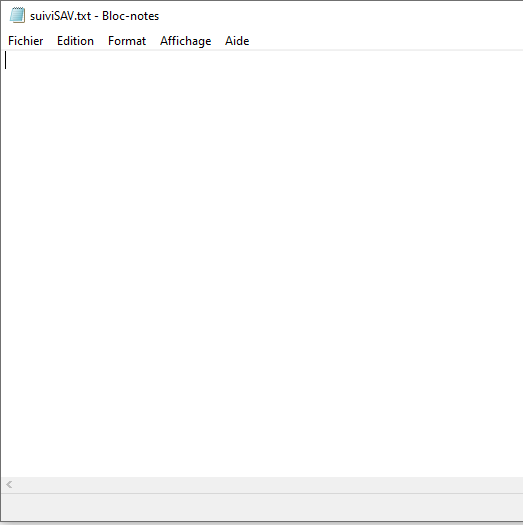 suiviSAV.txt - Bloc-notes
Fichier Edition Format Affichage Aide